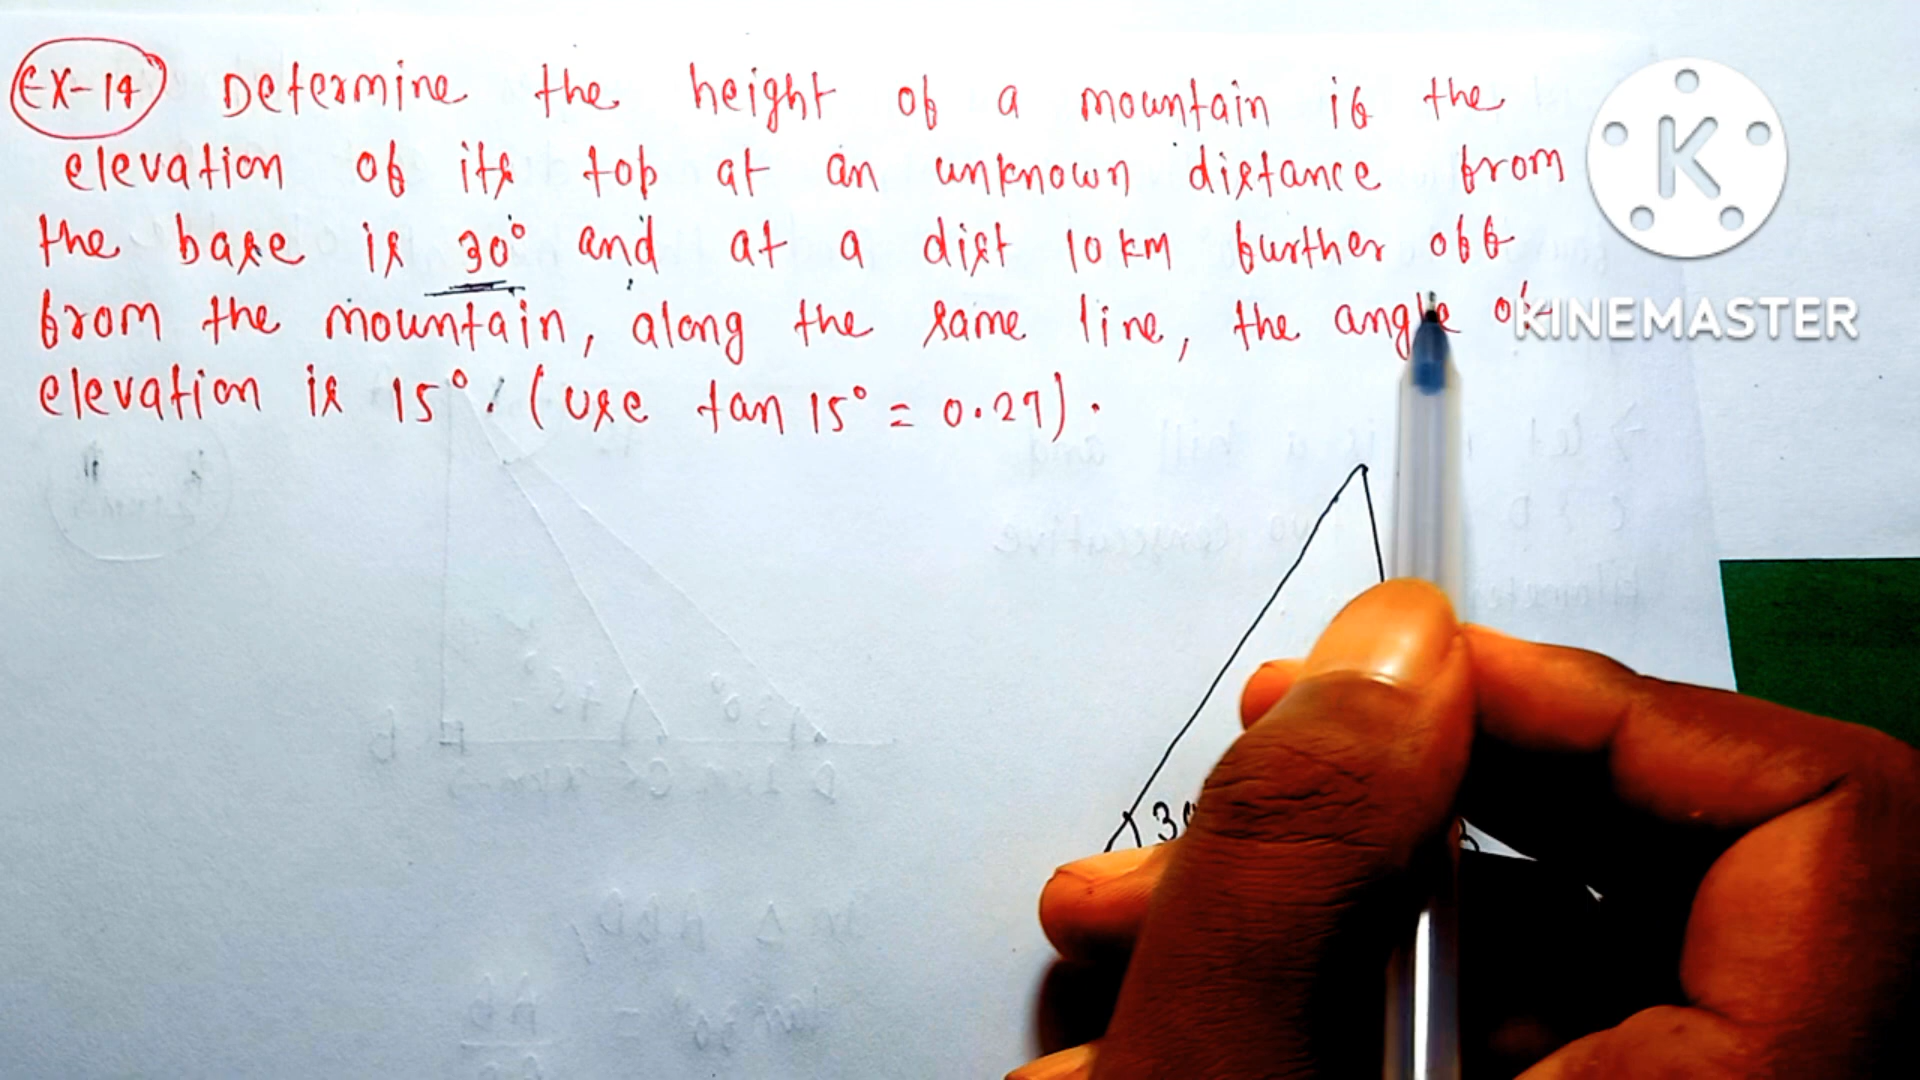 EX-14 Determine the height of a mountain if the
elevation of its top at an unknown distance from
the base is 30° and at a dist 10 km further off
from the mountain, along the same line, the angle of
elevation is 15°. (use tan 15° = 0.27).
K
KINEMASTER